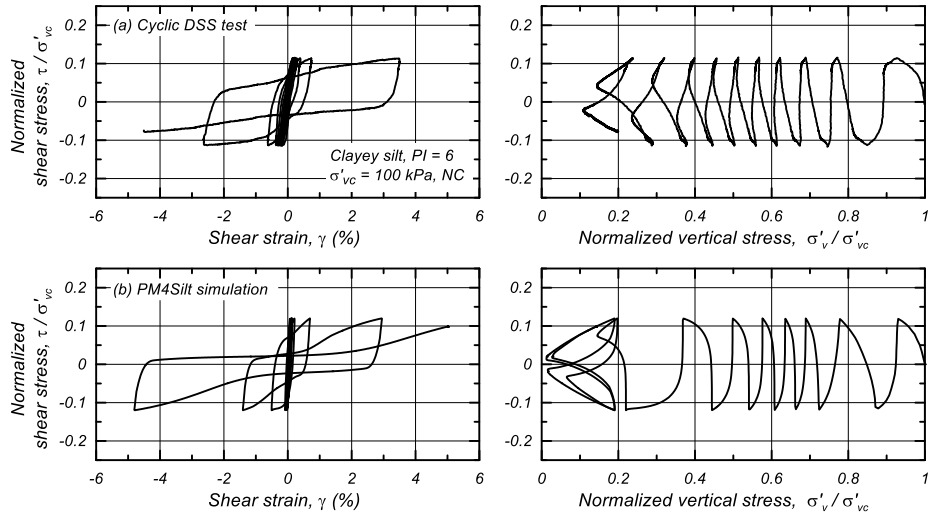 (a) Cyclic DSS test
Normalized
shear stress, τ / σ'vc
0.2
0.1
0
-0.1
-0.2
Clayey silt, PI = 6
σ'vc = 100 kPa, NC
-6 -4 -2 0 2 4 6
Shear strain, γ (%)
0.2
0.1
0
-0.1
-0.2
0 0.2 0.4 0.6 0.8 1
Normalized vertical stress, σ'v / σ'vc
(b) PM4Silt simulation
Normalized
shear stress, τ / σ'vc
0.2
0.1
0
-0.1
-0.2
-6 -4 -2 0 2 4 6
Shear strain, γ (%)
0.2
0.1
0
-0.1
-0.2
0 0.2 0.4 0.6 0.8 1
Normalized vertical stress, σ'v / σ'vc